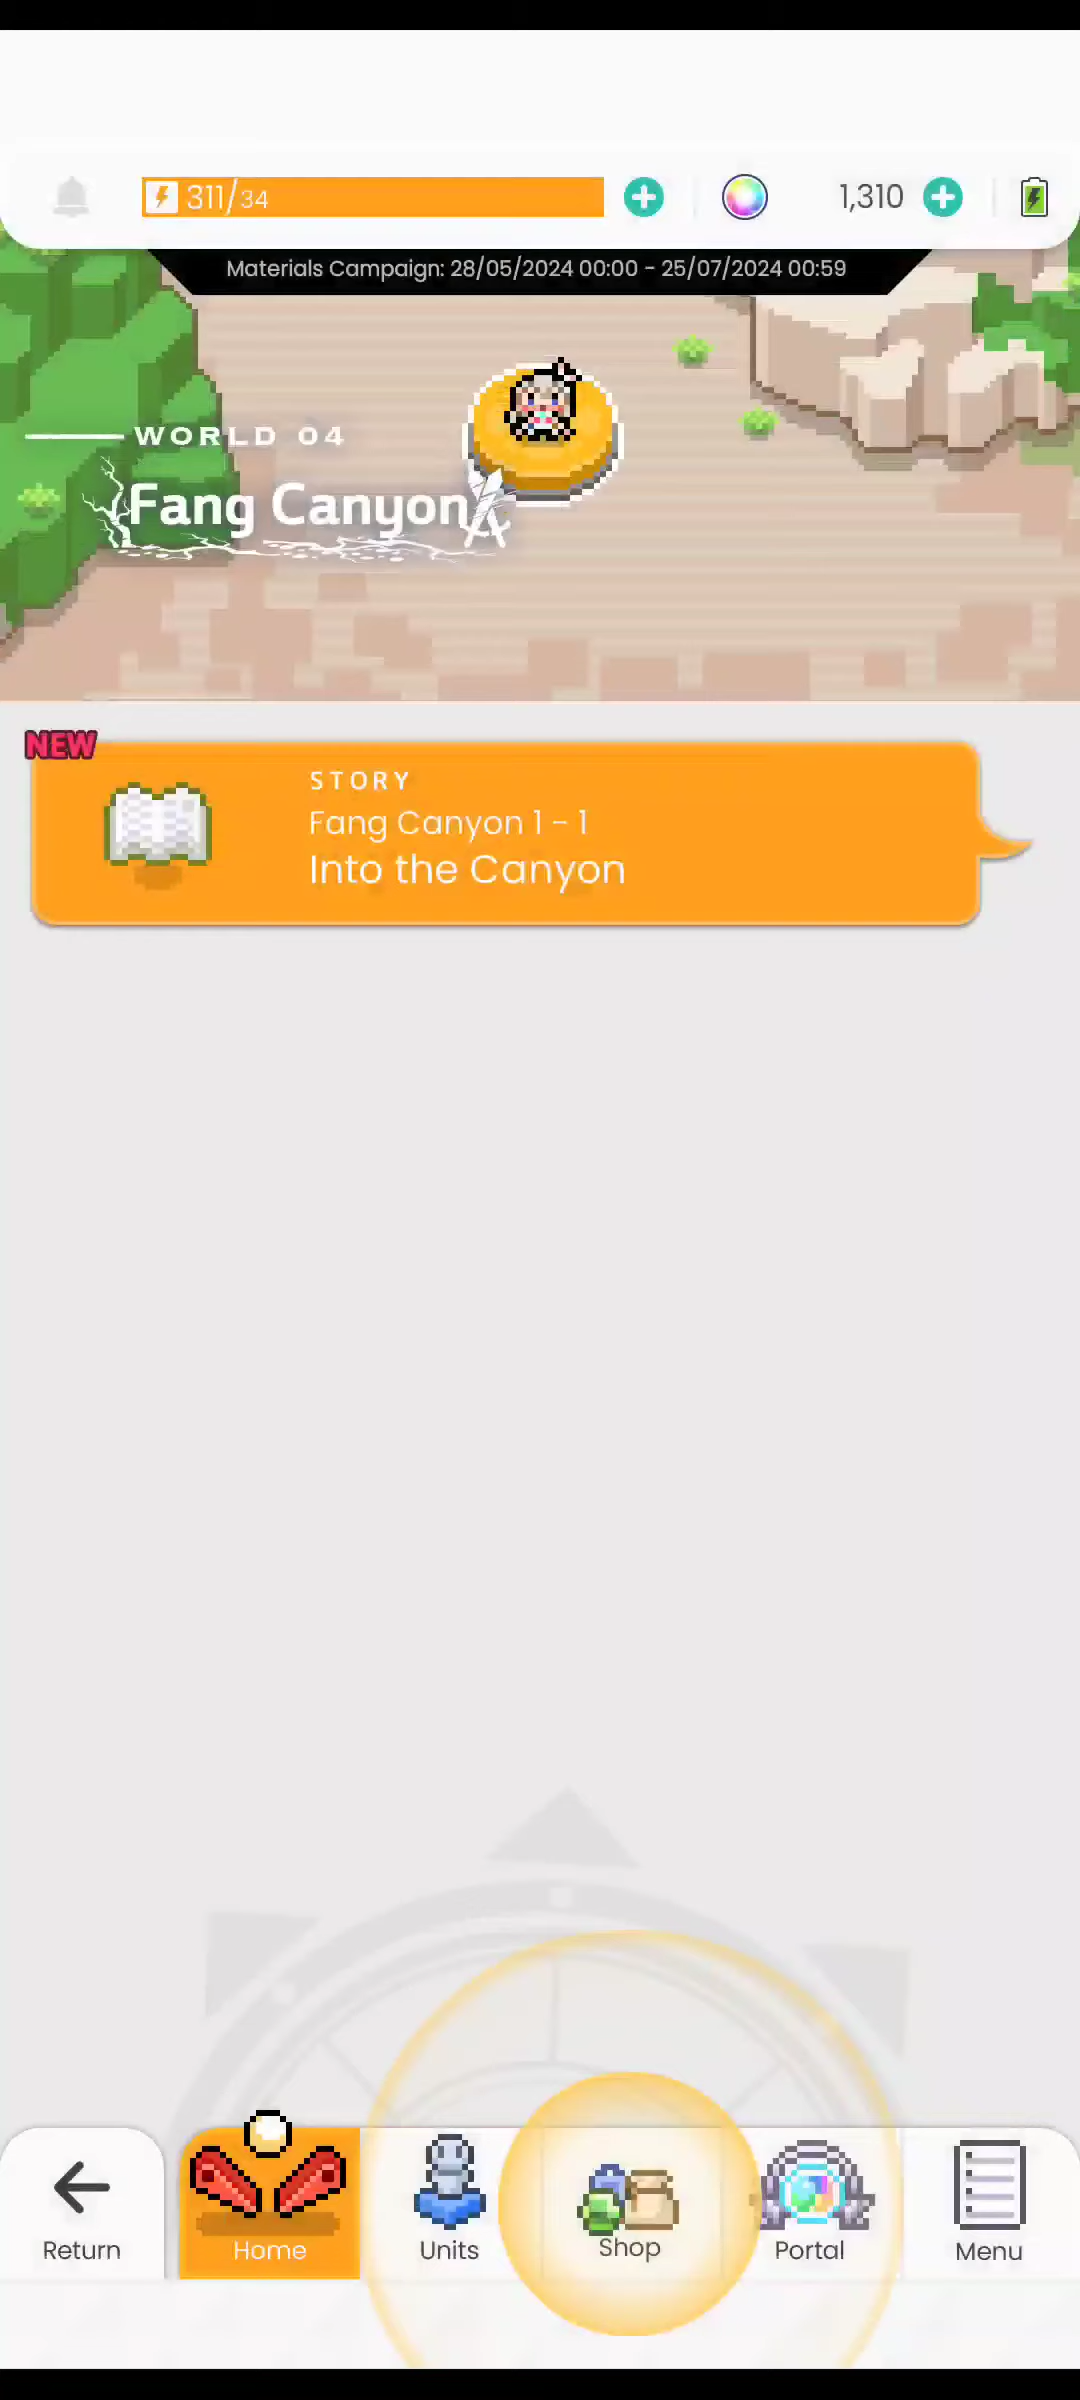 311/34
1,310
Materials Campaign: 28/05/2024 00:00 - 25/07/2024 00:59
WORLD 04
Fang Canyon
NEW
STORY
Fang Canyon 1 - 1
Into the Canyon
Return
Home
Units
Shop
Portal
Menu